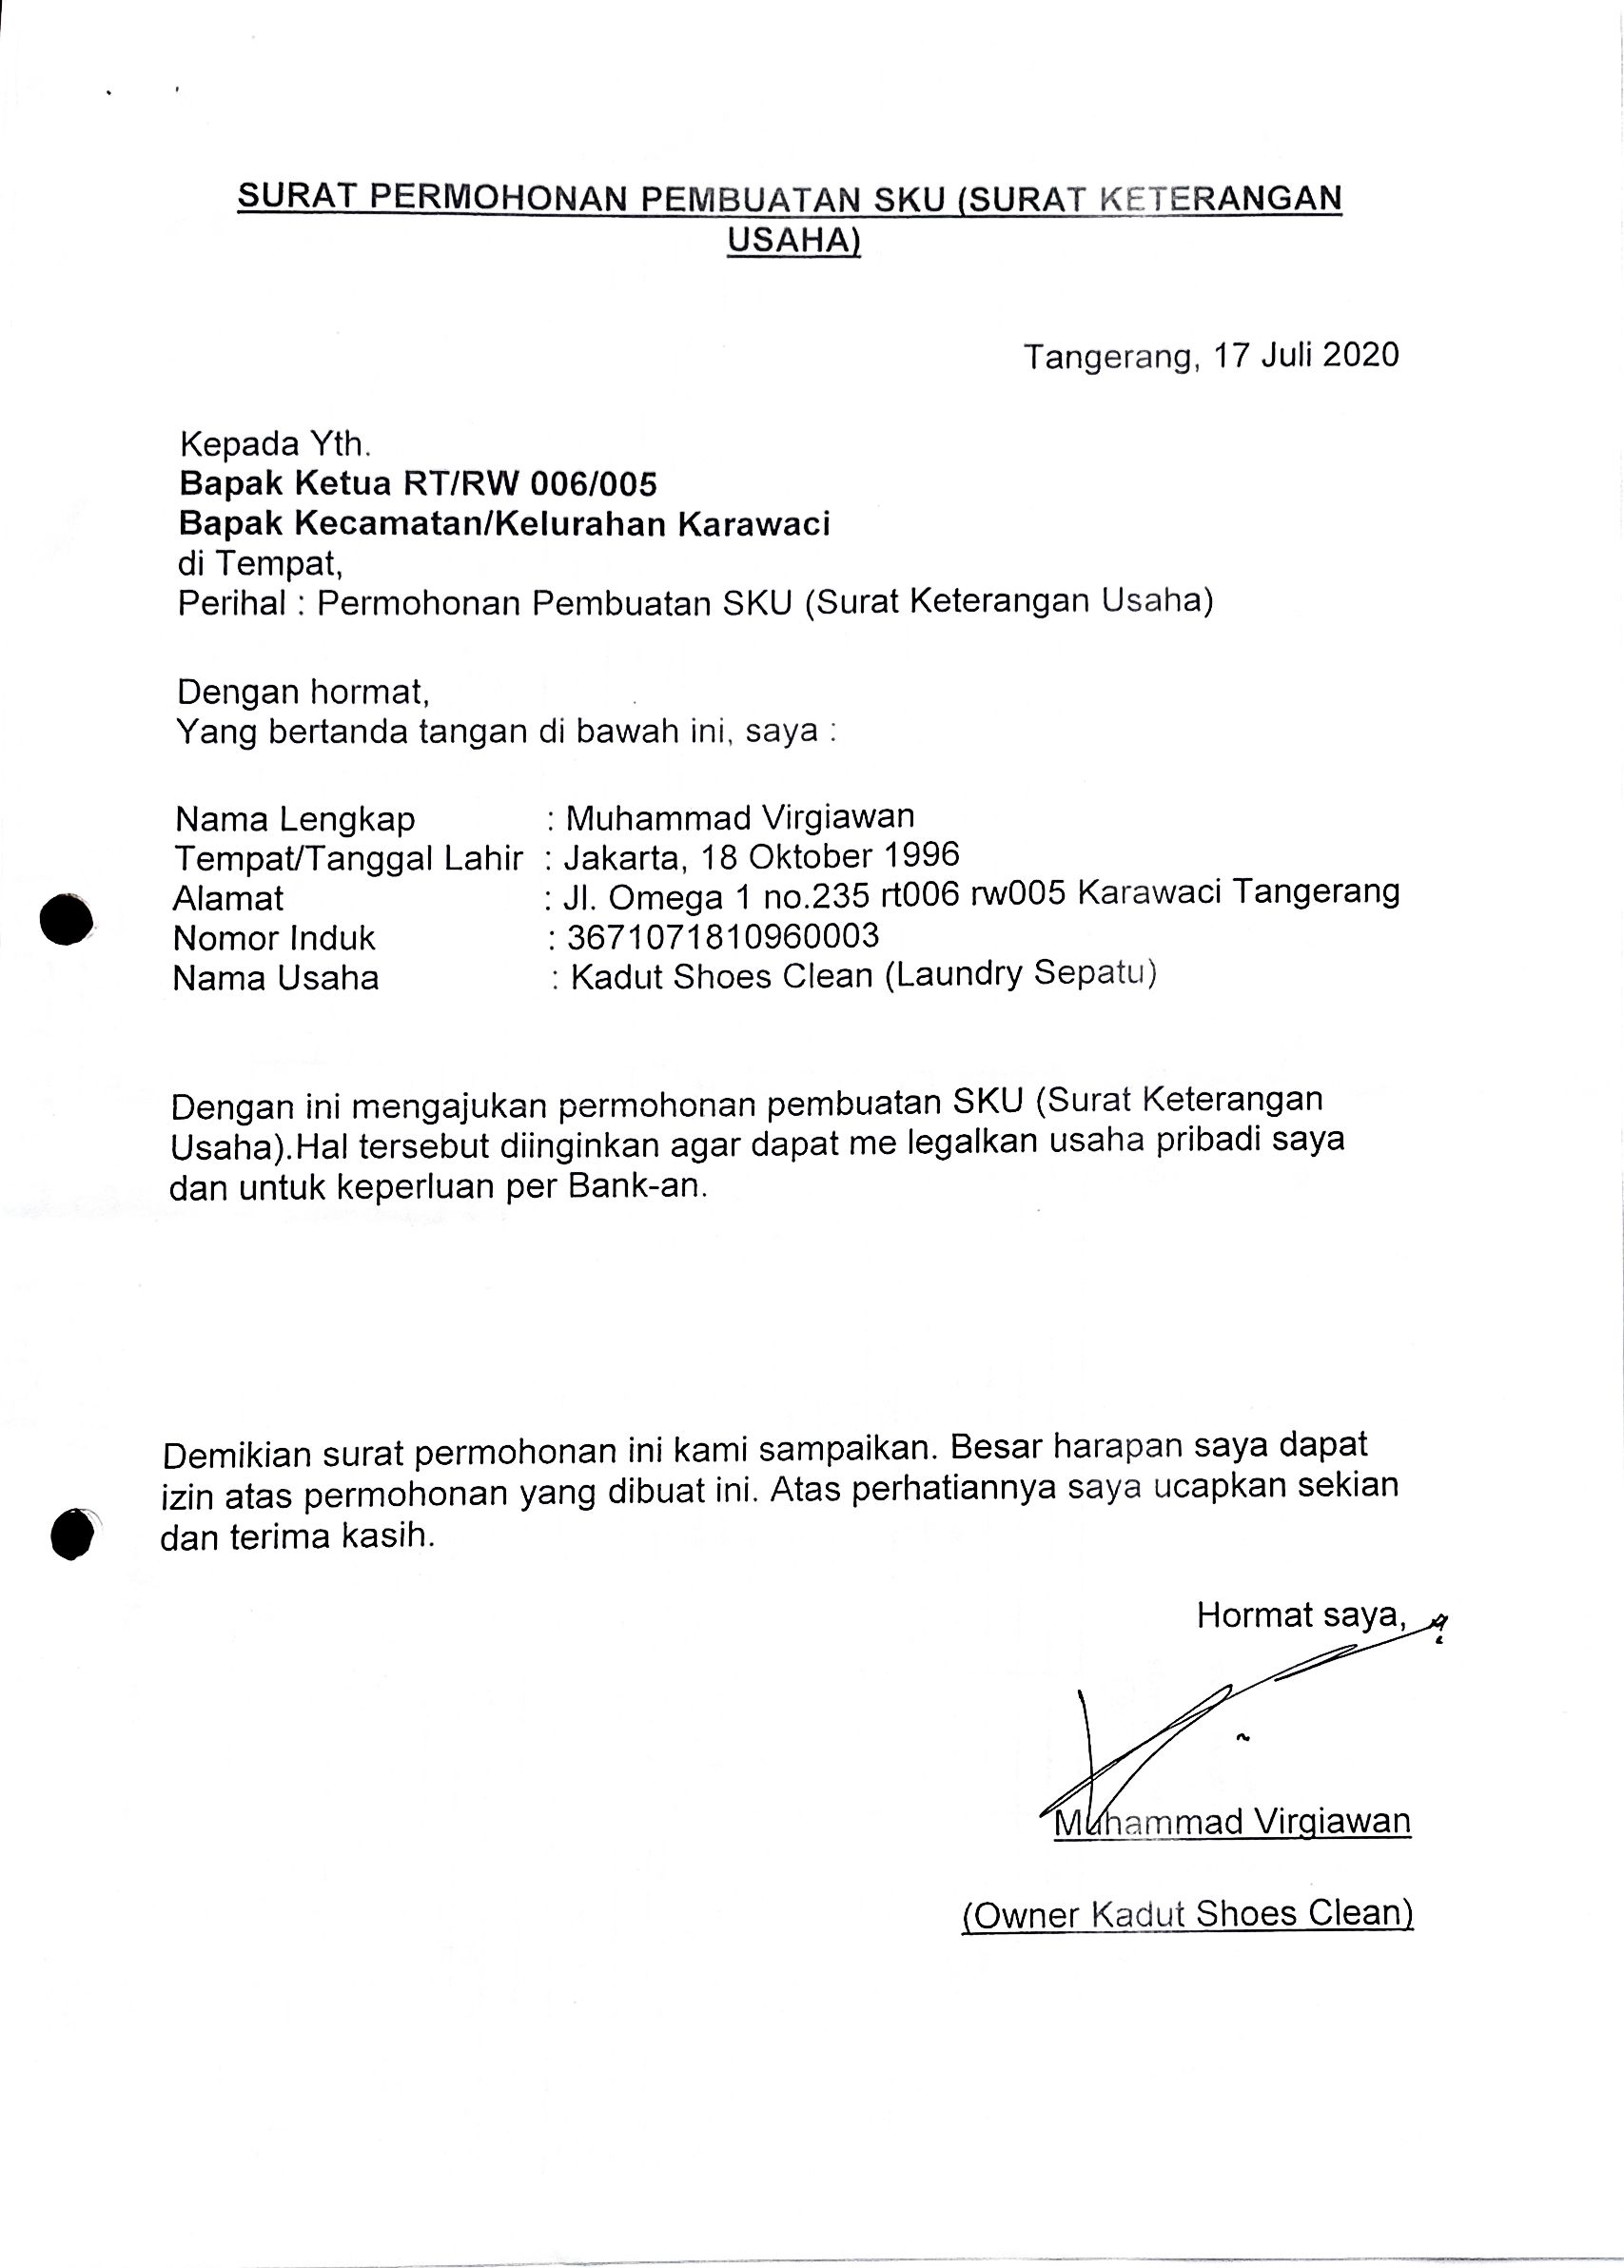 SURAT PERMOHONAN PEMBUATAN SKU (SURAT KETERANGAN
USAHA)
Tangerang, 17 Juli 2020
Kepada Yth.
Bapak Ketua RT/RW 006/005
Bapak Kecamatan/Kelurahan Karawaci
di Tempat,
Perihal : Permohonan Pembuatan SKU (Surat Keterangan Usaha)
Dengan hormat,
Yang bertanda tangan di bawah ini, saya :
Nama Lengkap : Muhammad Virgiawan
Tempat/Tanggal Lahir : Jakarta, 18 Oktober 1996
Alamat : Jl. Omega 1 no.235 rt006 rw005 Karawaci Tangerang
Nomor Induk : 3671071810960003
Nama Usaha : Kadut Shoes Clean (Laundry Sepatu)
Dengan ini mengajukan permohonan pembuatan SKU (Surat Keterangan
Usaha).Hal tersebut diinginkan agar dapat me legalkan usaha pribadi saya
dan untuk keperluan per Bank-an.
Demikian surat permohonan ini kami sampaikan. Besar harapan saya dapat
izin atas permohonan yang dibuat ini. Atas perhatiannya saya ucapkan sekian
dan terima kasih.
Hormat saya,
Muhammad Virgiawan
(Owner Kadut Shoes Clean)